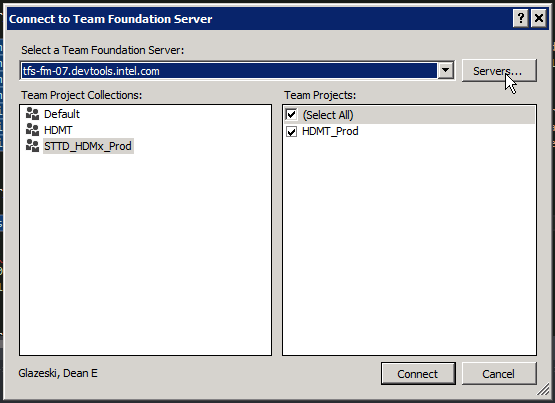 Connect to Team Foundation Server
Select a Team Foundation Server:
tfs-fm-07.devtools.intel.com
Servers...
Team Project Collections:
Team Projects:
Default
HDMT
STTD_HDMx_Prod
(Select All)
HDMT_Prod
Glazeski, Dean E
Connect
Cancel